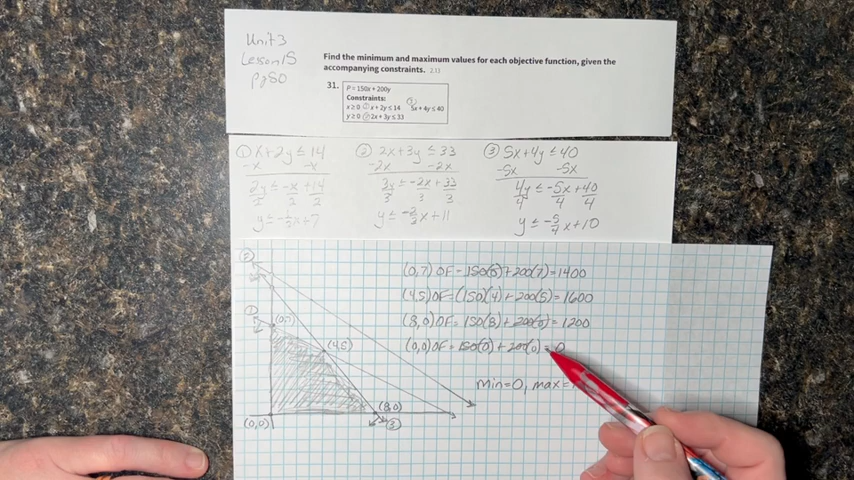 Unit 3
Lesson 15
pg 80
Find the minimum and maximum values for each objective function, given the
accompanying constraints. 2.13
31.
P = 150x + 200y
Constraints:
x ≥ 0 ① x + 2y ≤ 14 ③ 5x + 4y ≤ 40
y ≥ 0 ② 2x + 3y ≤ 33
① x+2y ≤ 14
-x -x
2y ≤ -x+14
2 2 2
y ≤ -1/2x+7
② 2x+3y ≤ 33
-2x -2x
3y ≤ -2x+33
3 3 3
y ≤ -2/3x+11
③ 5x+4y ≤ 40
-5x -5x
4y ≤ -5x+40
4 4 4
y ≤ -5/4x+10
(0,7) OF = 150(0)+200(7)=1400
(4,5) OF=(150)(4)+200(5)=1600
(8,0) OF= 150(8)+200(0)=1200
(0,0) OF= 150(0)+200(0)=0
min=0, max=
②
①
(0,7)
(4,5)
(8,0)
(0,0)
③